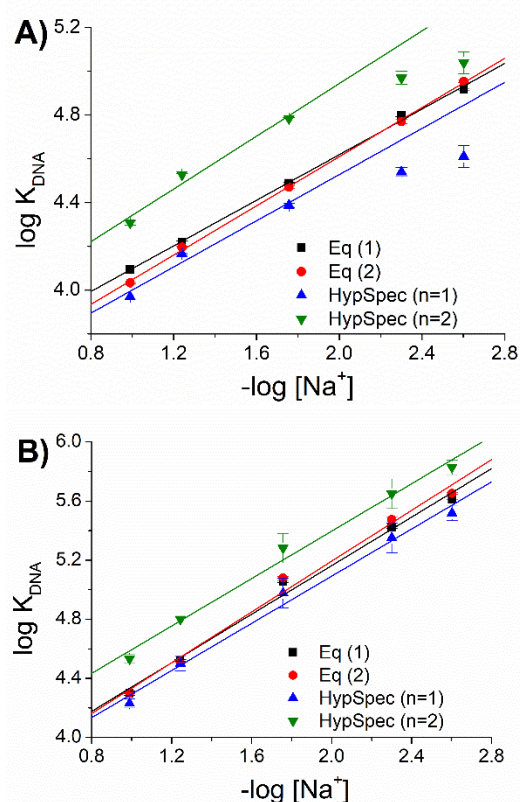 A)
5.2
4.8
4.4
4.0
log K_DNA
Eq (1)
Eq (2)
HypSpec (n=1)
HypSpec (n=2)
0.8 1.2 1.6 2.0 2.4 2.8
-log [Na⁺]
B)
6.0
5.6
5.2
4.8
4.4
4.0
log K_DNA
Eq (1)
Eq (2)
HypSpec (n=1)
HypSpec (n=2)
0.8 1.2 1.6 2.0 2.4 2.8
-log [Na⁺]